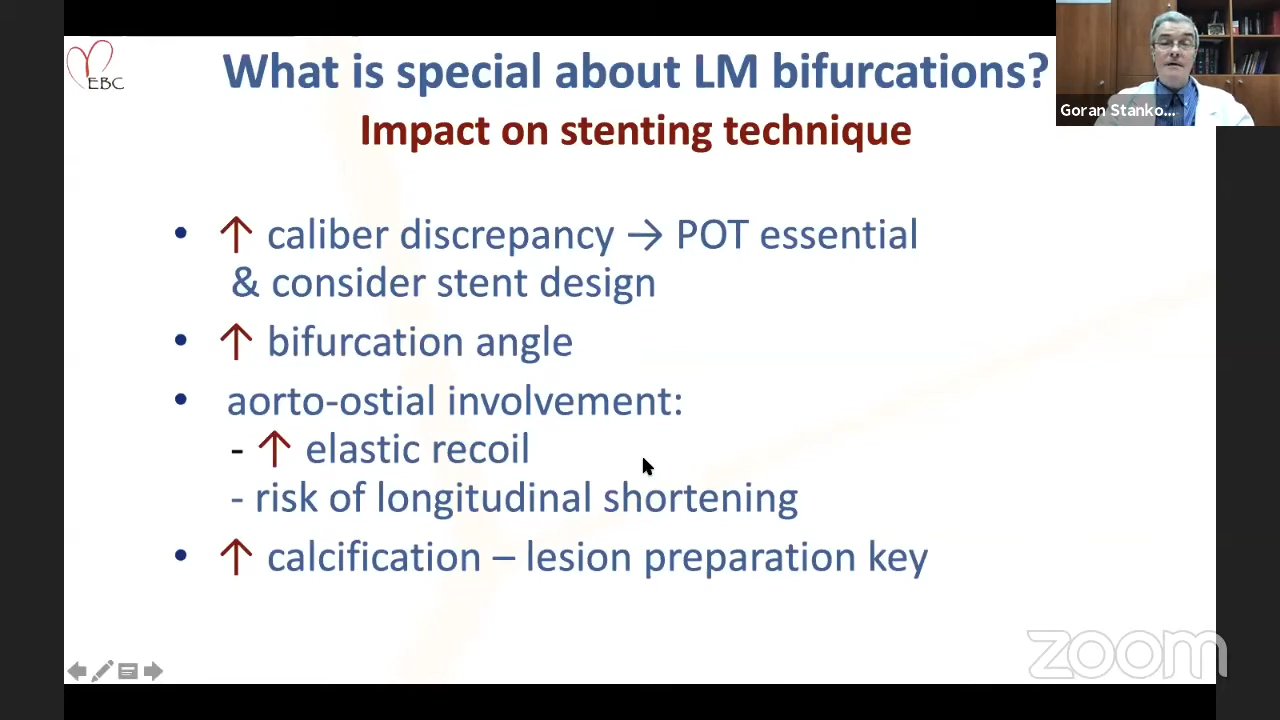 EBC
What is special about LM bifurcations?
Impact on stenting technique
Goran Stanko...
• ↑ caliber discrepancy → POT essential
& consider stent design
• ↑ bifurcation angle
• aorto-ostial involvement:
- ↑ elastic recoil
- risk of longitudinal shortening
• ↑ calcification – lesion preparation key
zoom